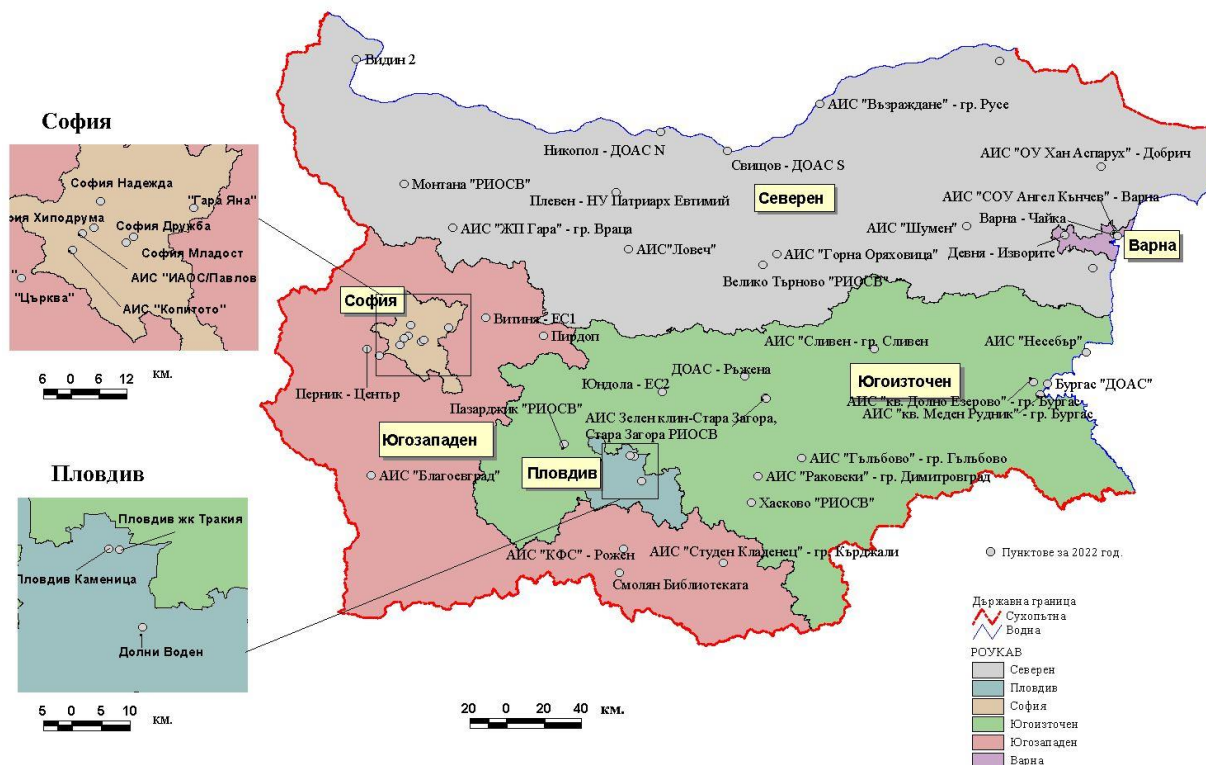 София
София Надежда
"Гара Яна"
рия Хиподрума
София Дружба
София Младост
АИС "ИАОС/Павлов
"
"Църква"
АИС "Копитото"
6 0 6 12 км.
Пловдив
Пловдив жк Тракия
Пловдив Каменица
Долни Воден
5 0 5 10 км.
Видин 2
АИС "Възраждане" - гр. Русе
Никопол - ДОАС N
Свищов - ДОАС S
АИС "ОУ Хан Аспарух" - Добрич
Монтана "РИОСВ"
Плевен - НУ Патриарх Евтимий
Северен
АИС "СОУ Ангел Кънчев" - Варна
Варна - Чайка
АИС "ЖП Гара" - гр. Враца
АИС "Шумен"
АИС"Ловеч"
АИС "Горна Оряховица"
Девня - Изворите
Варна
Велико Търново "РИОСВ"
София
Витиня - ЕС1
Пирдоп
АИС "Сливен - гр. Сливен
АИС "Несебър"
ДОАС - Ръжена
Югоизточен
Бургас "ДОАС"
Перник - Център
Юндола - ЕС2
АИС "кв. Долно Езерово" - гр. Бургас
Пазарджик "РИОСВ"
АИС Зелен клин-Стара Загора,
АИС "кв. Меден Рудник" - гр. Бургас
Стара Загора РИОСВ
Югозападен
Пловдив
АИС "Гълъбово" - гр. Гълъбово
АИС "Благоевград"
АИС "Раковски" - гр. Димитровград
Хасково "РИОСВ"
АИС "КФС" - Рожен
АИС "Студен Кладенец" - гр. Кърджали
Смолян Библиотеката
20 0 20 40 км.
Пунктове за 2022 год.
Държавна граница
Сухопътна
Водна
РОУКАВ
Северен
Пловдив
София
Югоизточен
Югозападен
Варна